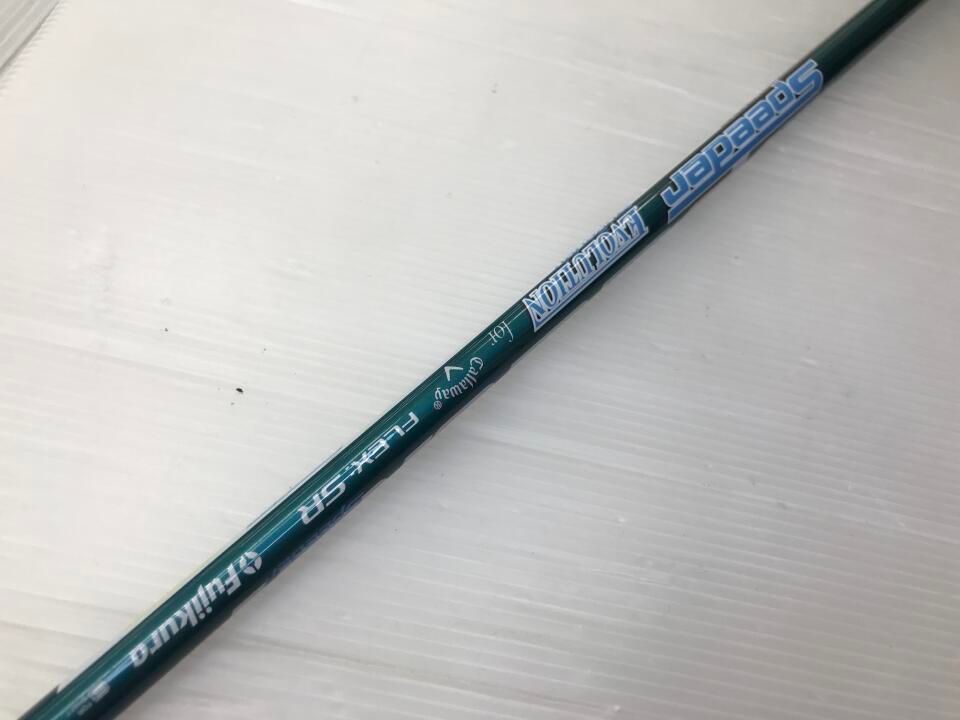 Speeder
EVOLUTION
for
Callaway®
FLEX:SR
Fujikura